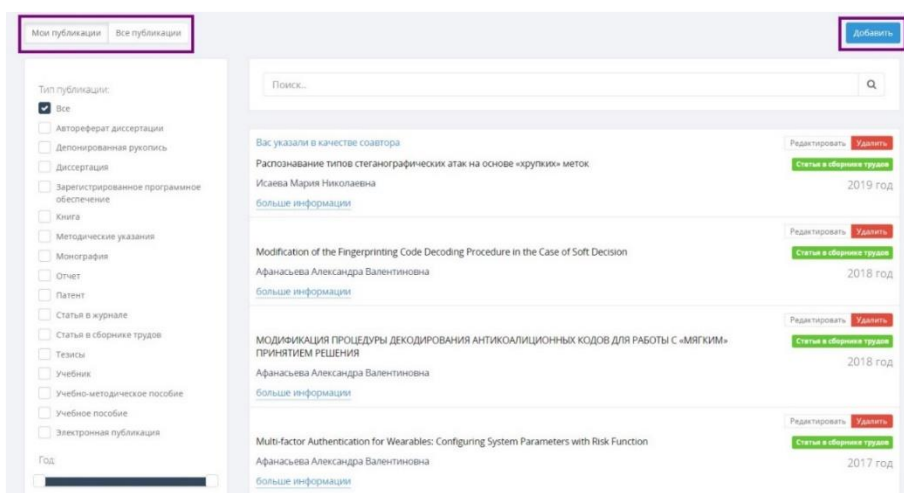 Мои публикации Все публикации
Добавить
Тип публикации:
Все
Автореферат диссертации
Депонированная рукопись
Диссертация
Зарегистрированное программное
обеспечение
Книга
Методические указания
Монография
Отчет
Патент
Статья в журнале
Статья в сборнике трудов
Тезисы
Учебник
Учебно-методическое пособие
Учебное пособие
Электронная публикация
Год:
Поиск...
Вас указали в качестве соавтора.
Редактировать Удалить
Распознавание типов стеганографических атак на основе «хрупких» меток
Статья в сборнике трудов
Исаева Мария Николаевна
2019 год
больше информации
Редактировать Удалить
Modification of the Fingerprinting Code Decoding Procedure in the Case of Soft Decision
Статья в сборнике трудов
Афанасьева Александра Валентиновна
2018 год
больше информации
Редактировать Удалить
МОДИФИКАЦИЯ ПРОЦЕДУРЫ ДЕКОДИРОВАНИЯ АНТИКОАЛИЦИОННЫХ КОДОВ ДЛЯ РАБОТЫ С «МЯГКИМ»
ПРИНЯТИЕМ РЕШЕНИЯ
Статья в сборнике трудов
Афанасьева Александра Валентиновна
2018 год
больше информации
Редактировать Удалить
Multi-factor Authentication for Wearables: Configuring System Parameters with Risk Function
Статья в сборнике трудов
Афанасьева Александра Валентиновна
2017 год
больше информации